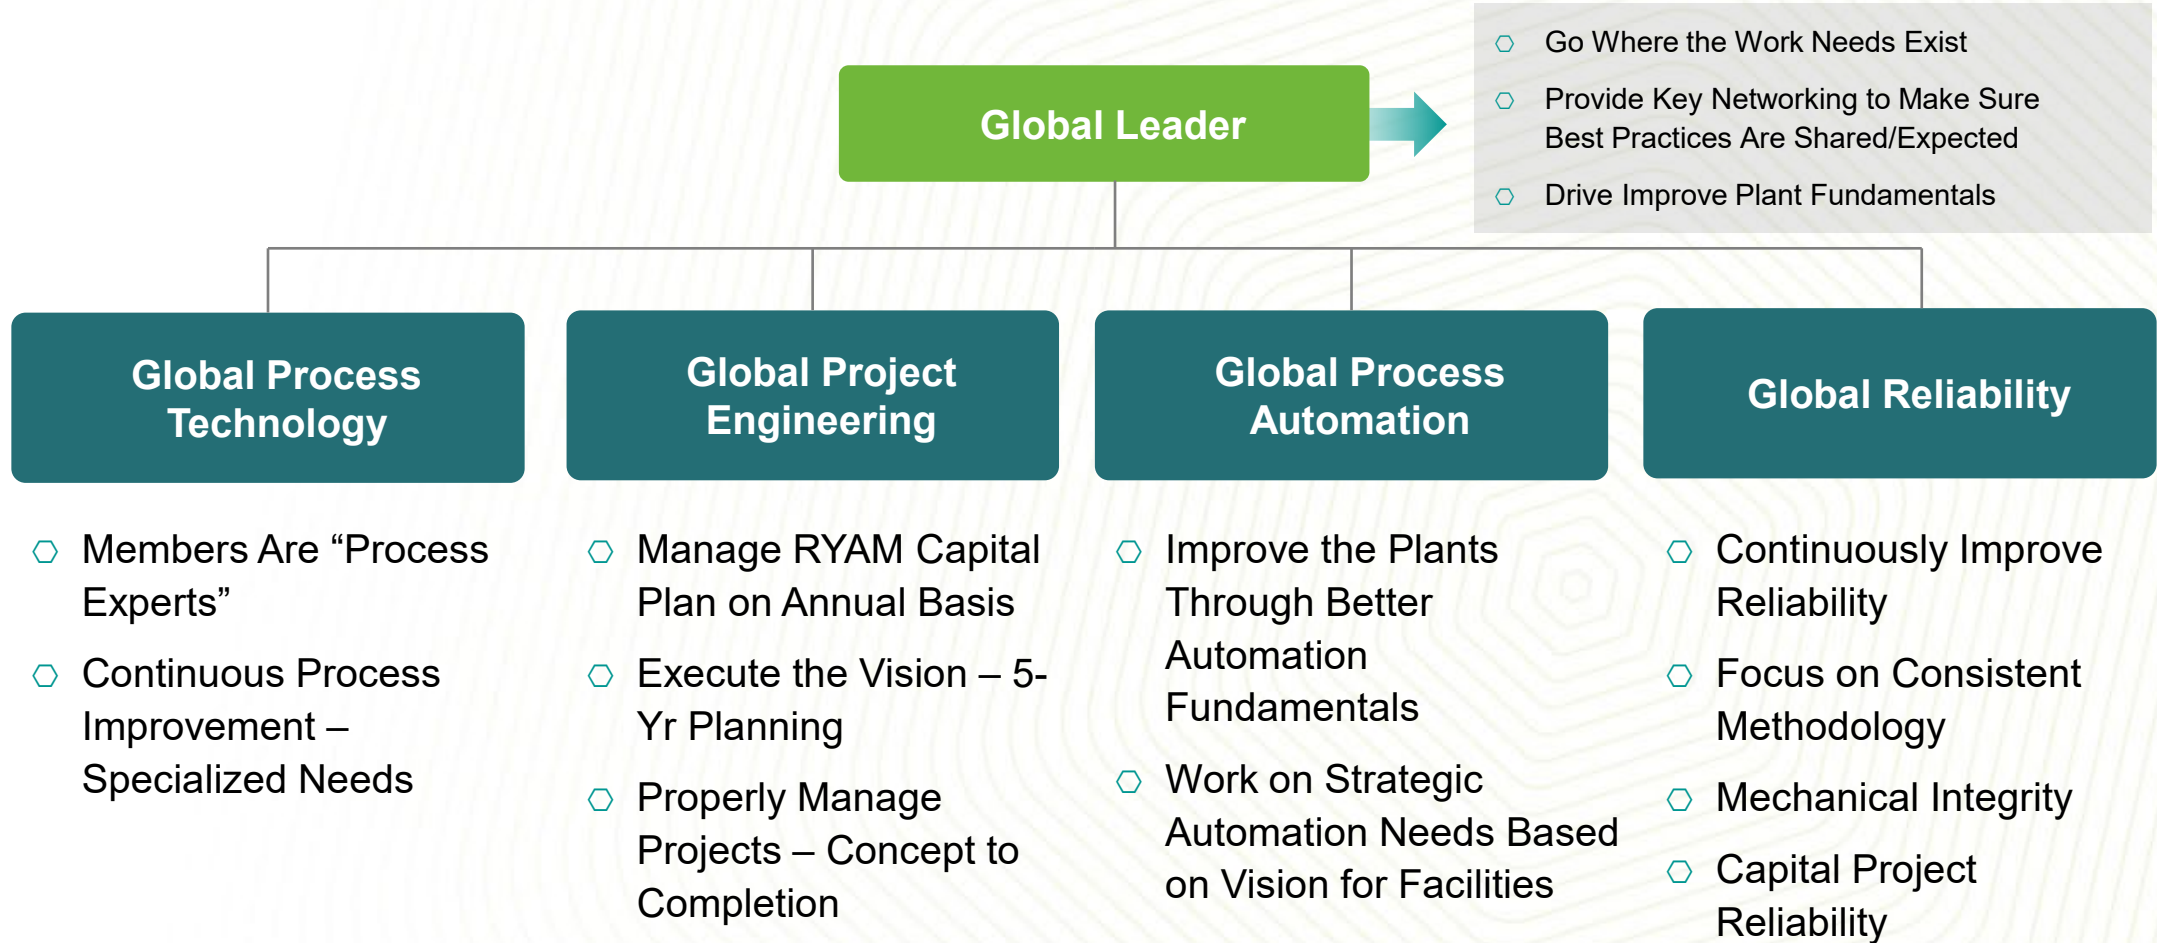 Go Where the Work Needs Exist
Provide Key Networking to Make Sure
Best Practices Are Shared/Expected
Drive Improve Plant Fundamentals
Global Leader
Global Process
Technology
Members Are “Process
Experts”
Continuous Process
Improvement –
Specialized Needs
Global Project
Engineering
Manage RYAM Capital
Plan on Annual Basis
Execute the Vision – 5-
Yr Planning
Properly Manage
Projects – Concept to
Completion
Global Process
Automation
Improve the Plants
Through Better
Automation
Fundamentals
Work on Strategic
Automation Needs Based
on Vision for Facilities
Global Reliability
Continuously Improve
Reliability
Focus on Consistent
Methodology
Mechanical Integrity
Capital Project
Reliability